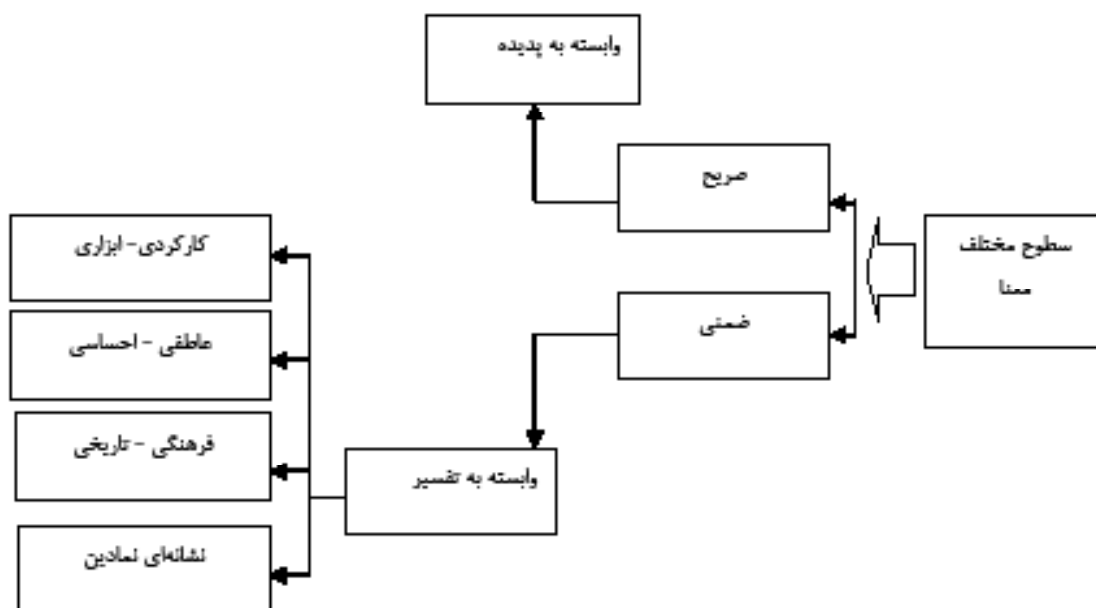 وابسته به پدیده
صریح
سطوح مختلف
معنا
ضمنی
کارکردی- ابزاری
عاطفی - احساسی
فرهنگی - تاریخی
وابسته به تفسیر
نشانه‌ای نمادین